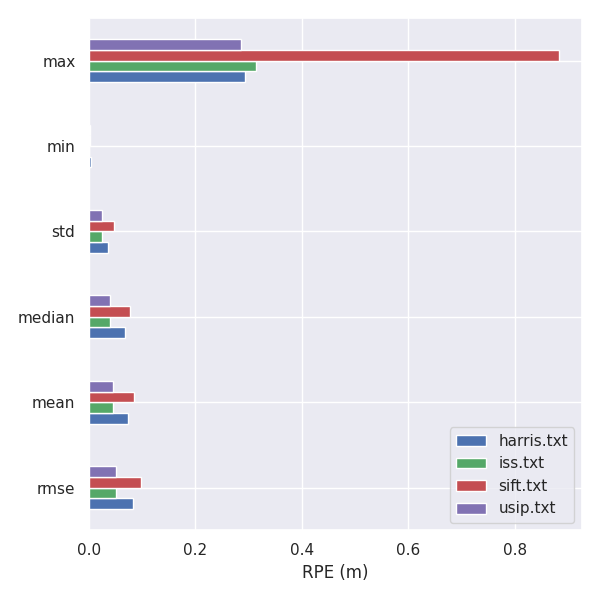 max
min
std
median
mean
rmse
harris.txt
iss.txt
sift.txt
usip.txt
0.0 0.2 0.4 0.6 0.8
RPE (m)